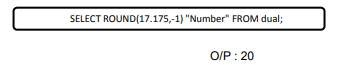 SELECT ROUND(17.175,-1) "Number" FROM dual;
O/P : 20